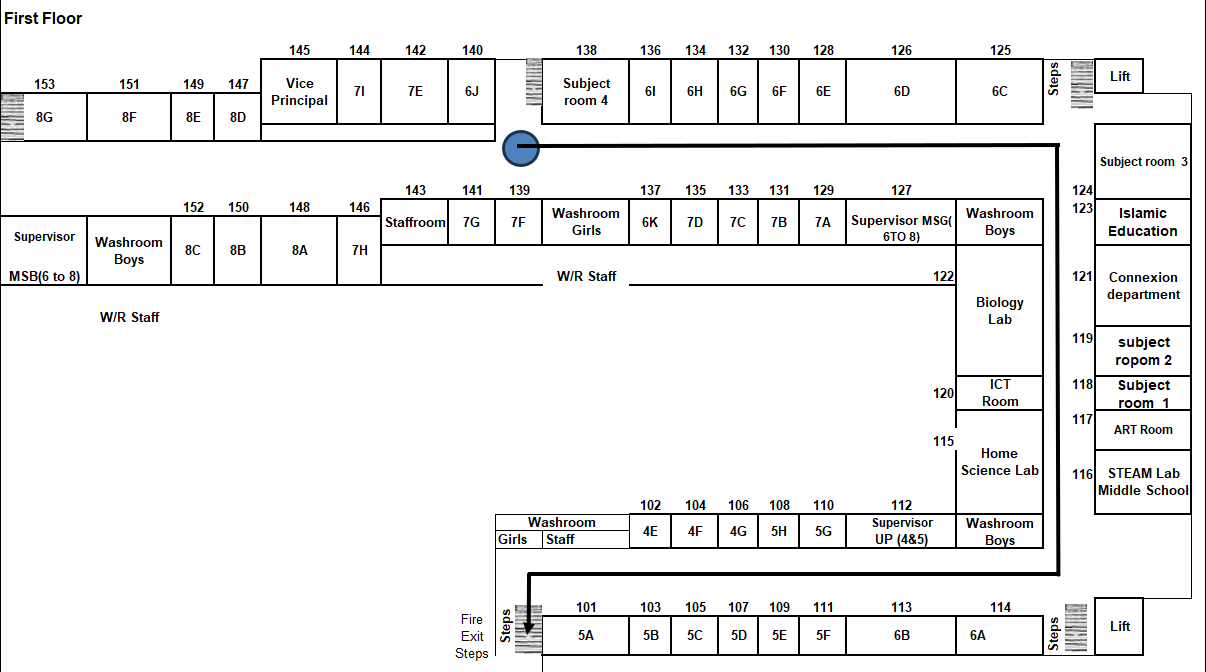 First Floor
145 144 142 140 138 136 134 132 130 128 126 125
153 151 149 147
Vice
Principal
7I
7E
6J
Subject
room 4
6I
6H
6G
6F
6E
6D
6C
Steps
Lift
8G
8F
8E
8D
Subject room 3
143 141 139 137 135 133 131 129 127 124
152 150 148 146
123
Staffroom
7G
7F
Washroom
Girls
6K
7D
7C
7B
7A
Supervisor MSG(
6TO 8)
Washroom
Boys
Islamic
Education
Supervisor
MSB(6 to 8)
Washroom
Boys
8C
8B
8A
7H
W/R Staff
122
121
Connexion
department
Biology
Lab
W/R Staff
119
subject
ropom 2
120
ICT
Room
118
Subject
room 1
117
ART Room
115
Home
Science Lab
116
STEAM Lab
Middle School
102 104 106 108 110 112
Washroom
Girls
Staff
4E
4F
4G
5H
5G
Supervisor
UP (4&5)
Washroom
Boys
101 103 105 107 109 111 113 114
Fire
Exit
Steps
Steps
5A
5B
5C
5D
5E
5F
6B
6A
Steps
Lift